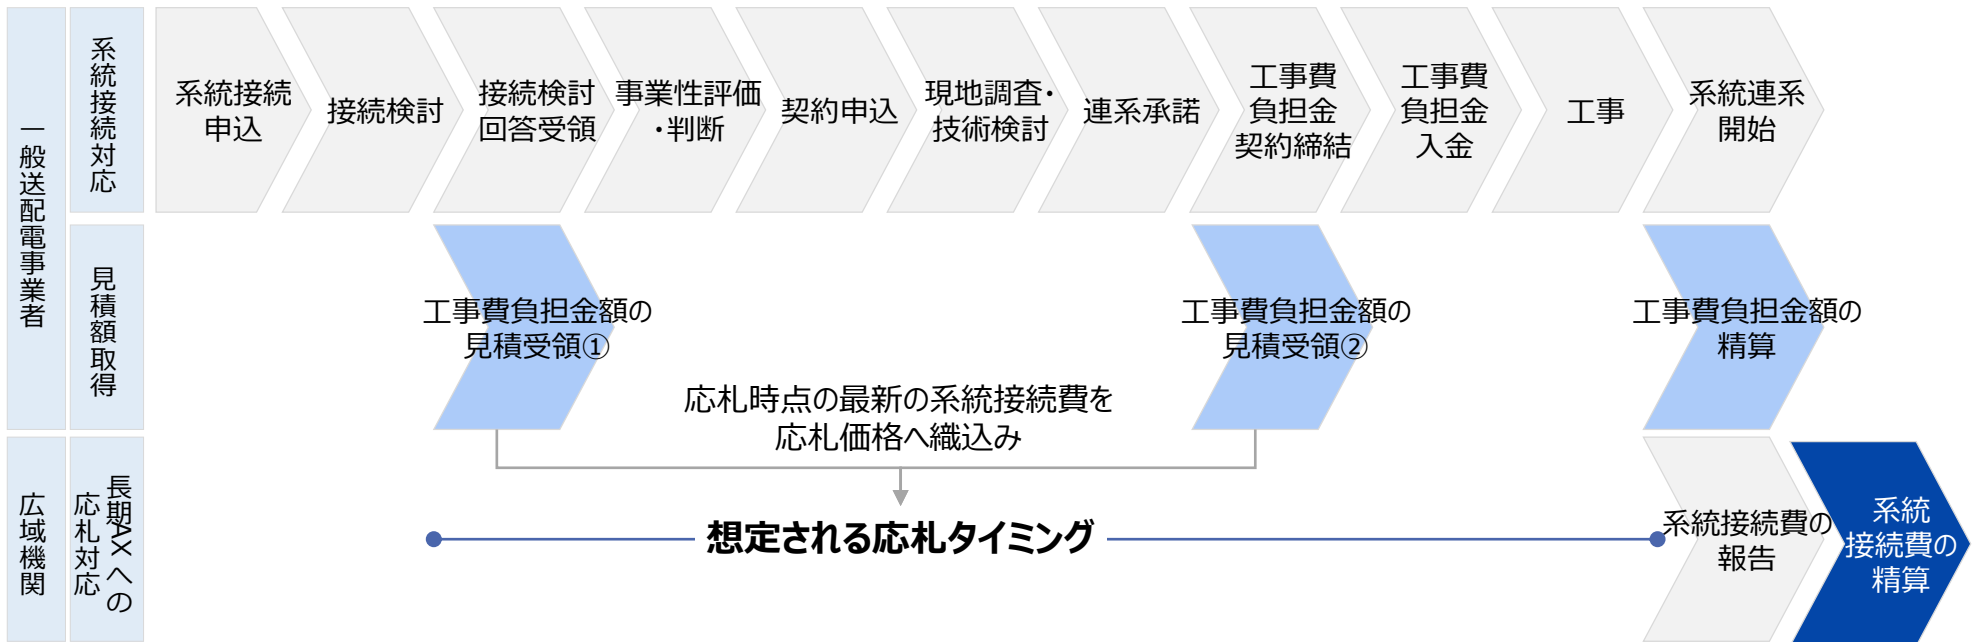 一般送配電事業者
系統接続対応
系統接続
申込
接続検討
接続検討
回答受領
事業性評価
・判断
契約申込
現地調査・
技術検討
連系承諾
工事費
負担金
契約締結
工事費
負担金
入金
工事
系統連系
開始
見積額取得
工事費負担金額の
見積受領①
工事費負担金額の
見積受領②
工事費負担金額の
精算
応札時点の最新の系統接続費を
応札価格へ織込み
広域機関
長期AXへの
応札対応
想定される応札タイミング
系統接続費の
報告
系統
接続費の
精算